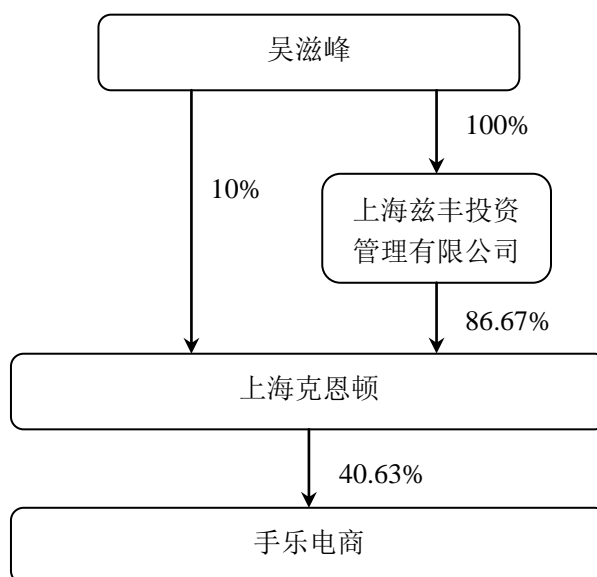 吴滋峰
100%
10%
上海兹丰投资
管理有限公司
86.67%
上海克恩顿
40.63%
手乐电商